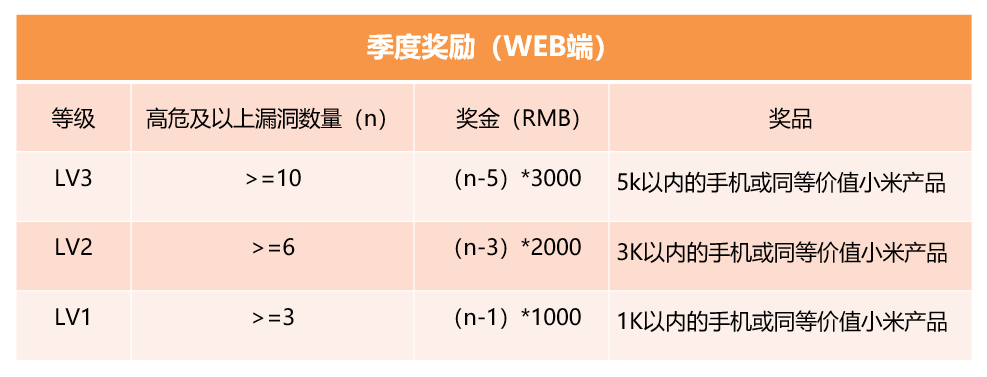 季度奖励（WEB端）
等级 高危及以上漏洞数量（n） 奖金（RMB） 奖品
LV3 >=10 （n-5）*3000 5k以内的手机或同等价值小米产品
LV2 >=6 （n-3）*2000 3K以内的手机或同等价值小米产品
LV1 >=3 （n-1）*1000 1K以内的手机或同等价值小米产品